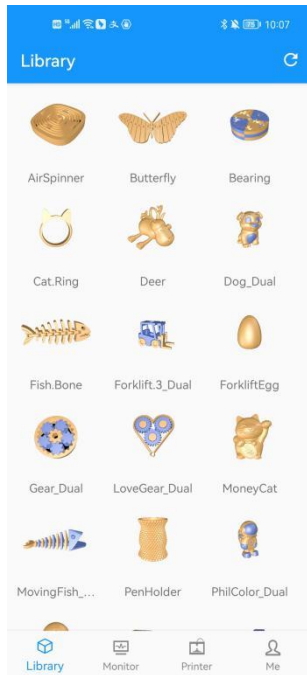 10:07
Library
AirSpinner Butterfly Bearing
Cat.Ring Deer Dog_Dual
Fish.Bone Forklift.3_Dual ForkliftEgg
Gear_Dual LoveGear_Dual MoneyCat
MovingFish_... PenHolder PhilColor_Dual
Library Monitor Printer Me